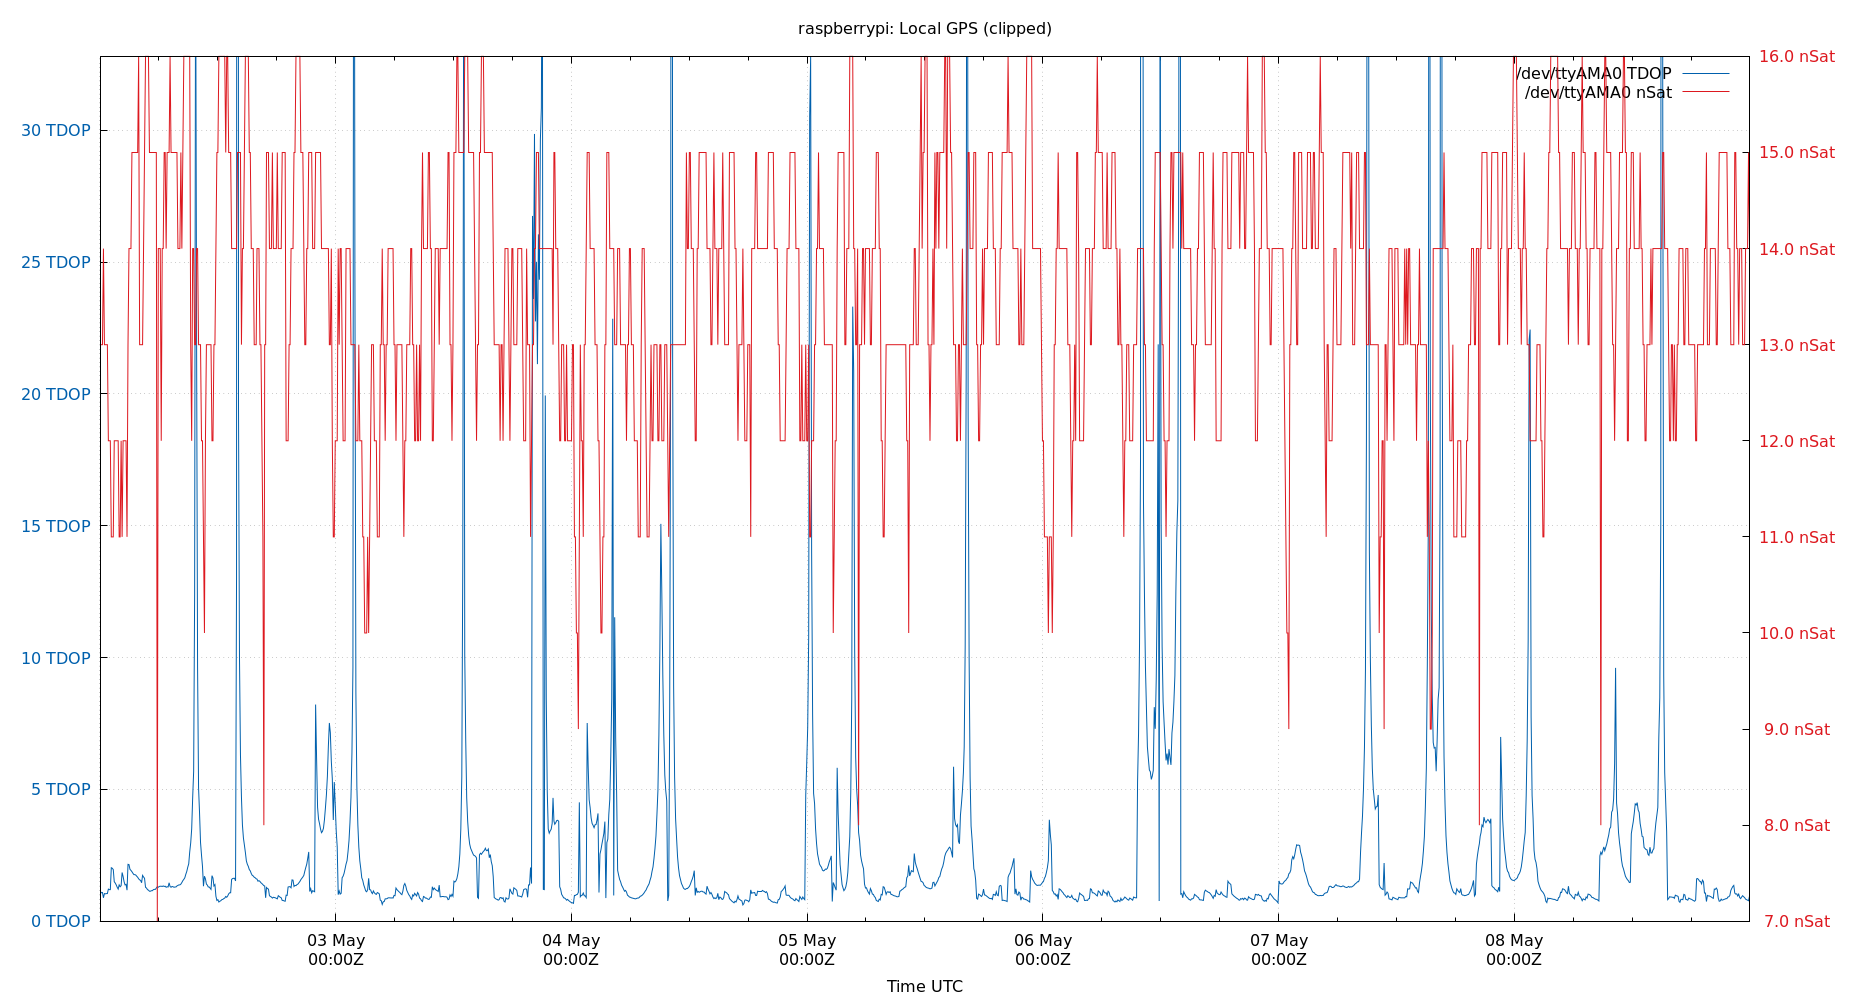 raspberrypi: Local GPS (clipped)
/dev/ttyAMA0 TDOP
/dev/ttyAMA0 nSat
30 TDOP
25 TDOP
20 TDOP
15 TDOP
10 TDOP
5 TDOP
0 TDOP
16.0 nSat
15.0 nSat
14.0 nSat
13.0 nSat
12.0 nSat
11.0 nSat
10.0 nSat
9.0 nSat
8.0 nSat
7.0 nSat
03 May
00:00Z
04 May
00:00Z
05 May
00:00Z
06 May
00:00Z
07 May
00:00Z
08 May
00:00Z
Time UTC